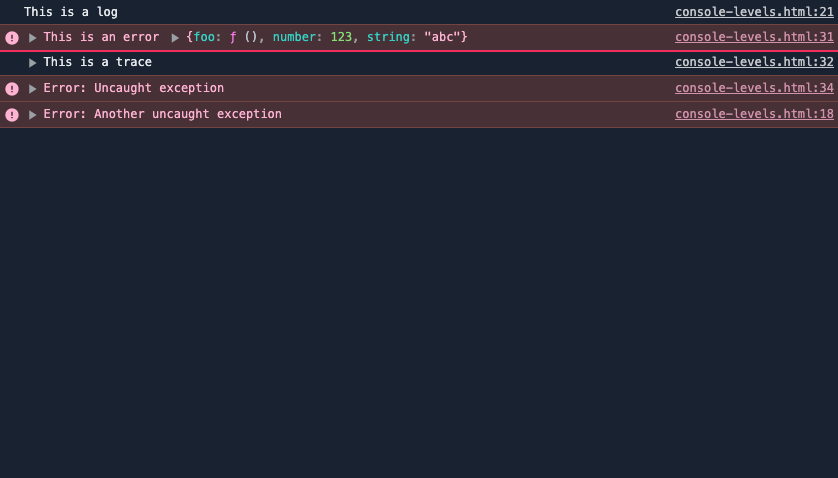 This is a log console-levels.html:21
This is an error {foo: ƒ (), number: 123, string: "abc"} console-levels.html:31
This is a trace console-levels.html:32
Error: Uncaught exception console-levels.html:34
Error: Another uncaught exception console-levels.html:18